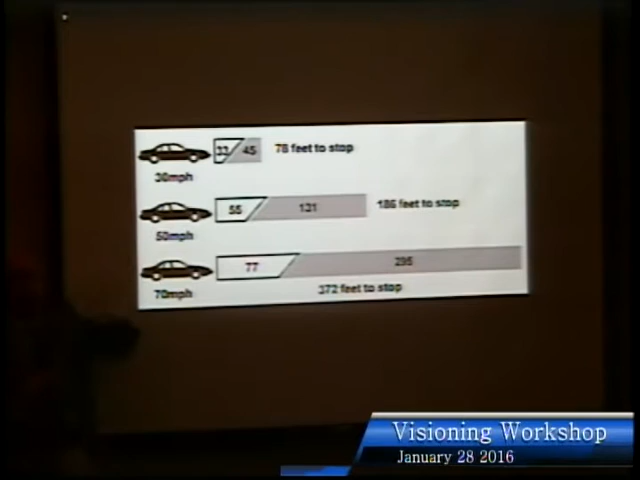 33 45 78 feet to stop
30mph
55 131 186 feet to stop
50mph
77 295
70mph 372 feet to stop
Visioning Workshop
January 28 2016